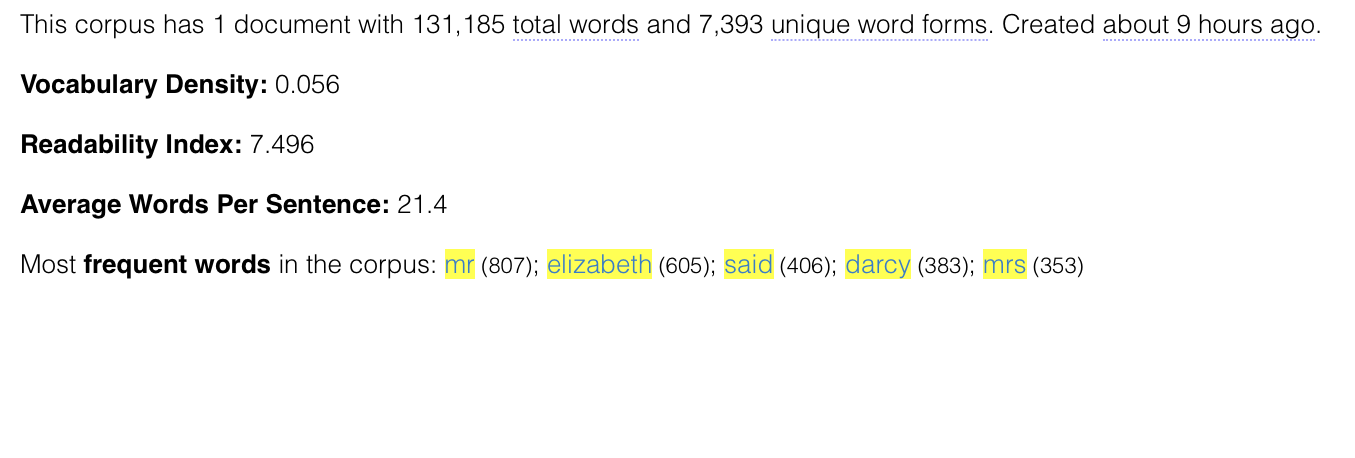 This corpus has 1 document with 131,185 total words and 7,393 unique word forms. Created about 9 hours ago.
Vocabulary Density: 0.056
Readability Index: 7.496
Average Words Per Sentence: 21.4
Most frequent words in the corpus: mr (807); elizabeth (605); said (406); darcy (383); mrs (353)